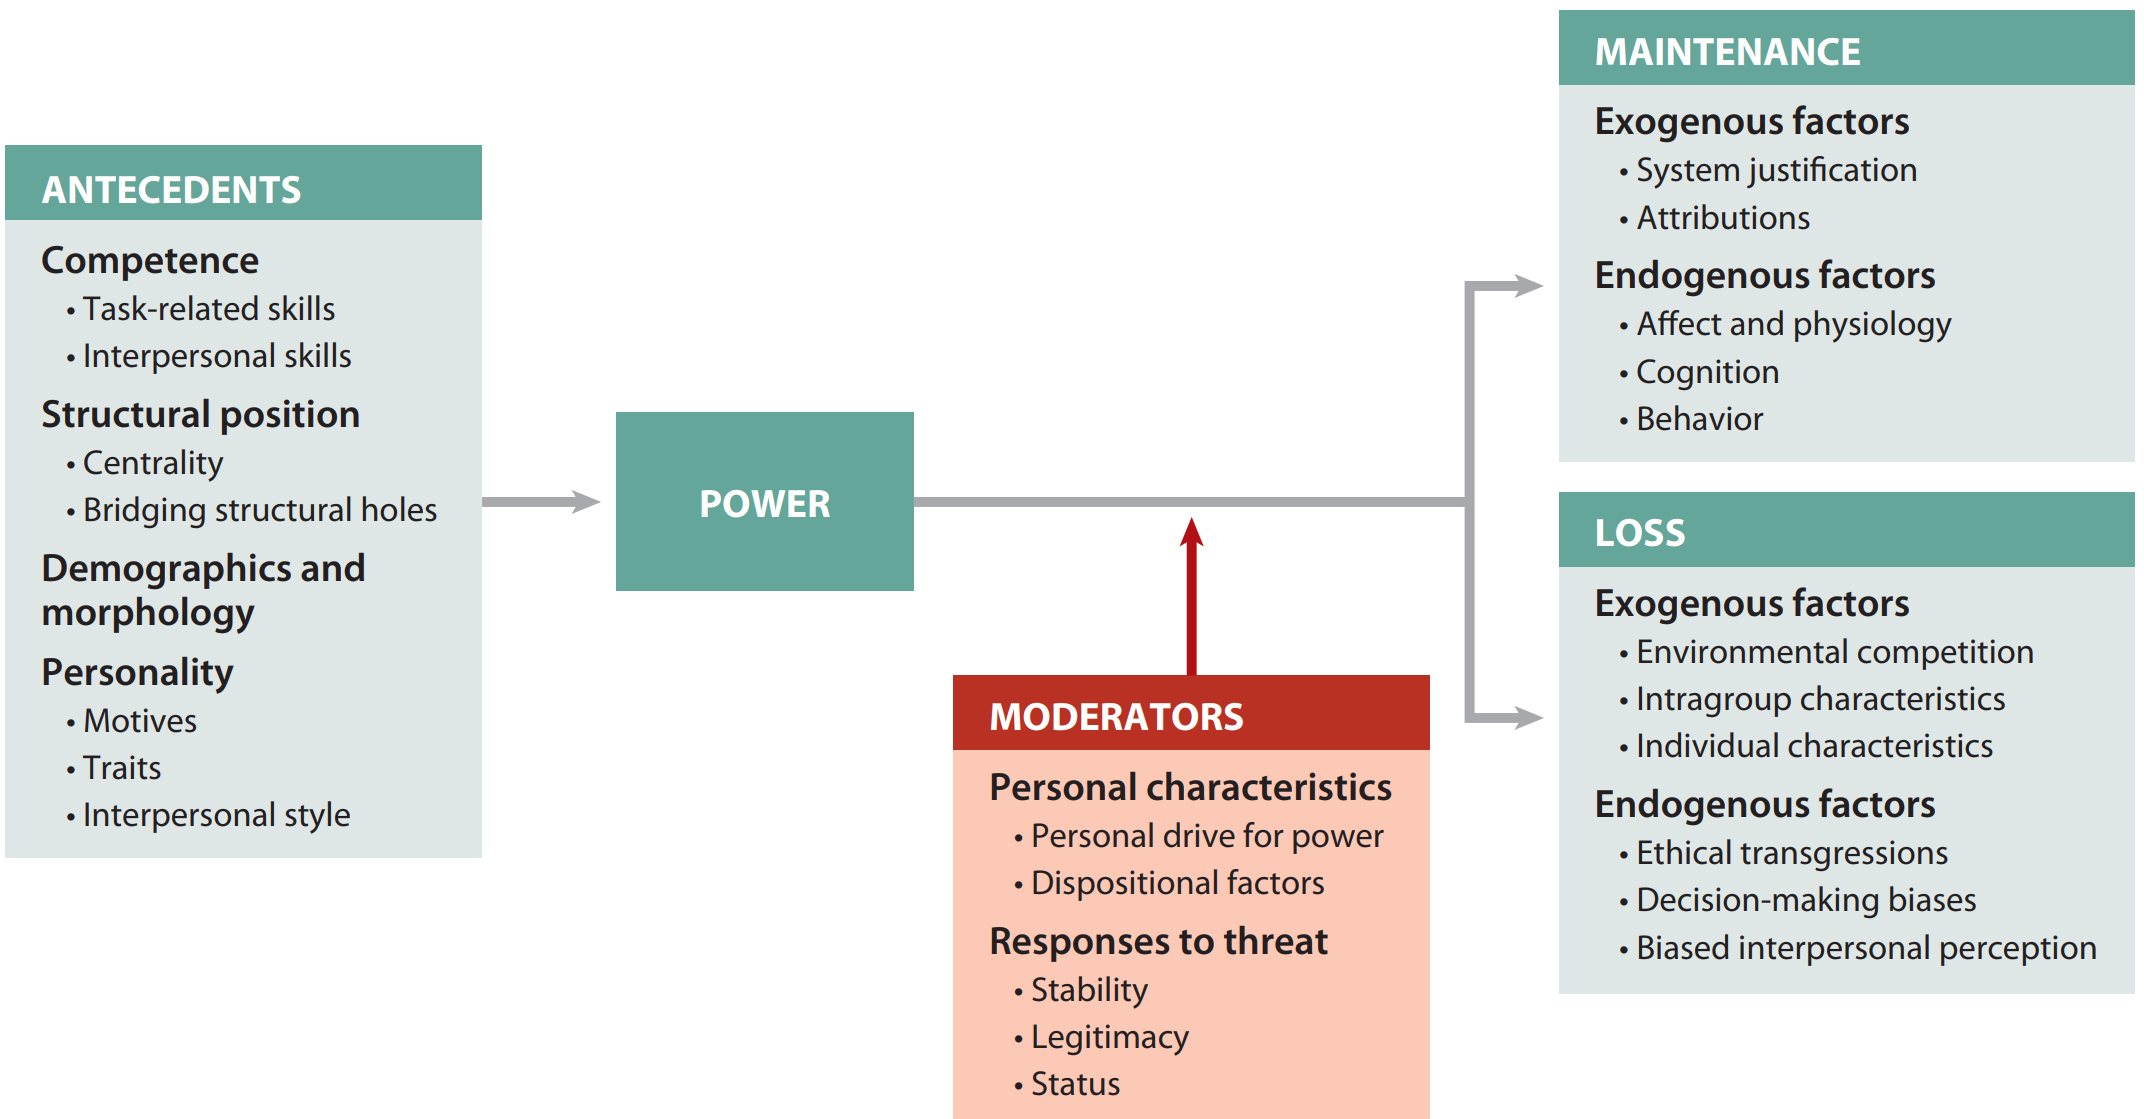 ANTECEDENTS
Competence
• Task-related skills
• Interpersonal skills
Structural position
• Centrality
• Bridging structural holes
Demographics and
morphology
Personality
• Motives
• Traits
• Interpersonal style
POWER
MODERATORS
Personal characteristics
• Personal drive for power
• Dispositional factors
Responses to threat
• Stability
• Legitimacy
• Status
MAINTENANCE
Exogenous factors
• System justification
• Attributions
Endogenous factors
• Affect and physiology
• Cognition
• Behavior
LOSS
Exogenous factors
• Environmental competition
• Intragroup characteristics
• Individual characteristics
Endogenous factors
• Ethical transgressions
• Decision-making biases
• Biased interpersonal perception